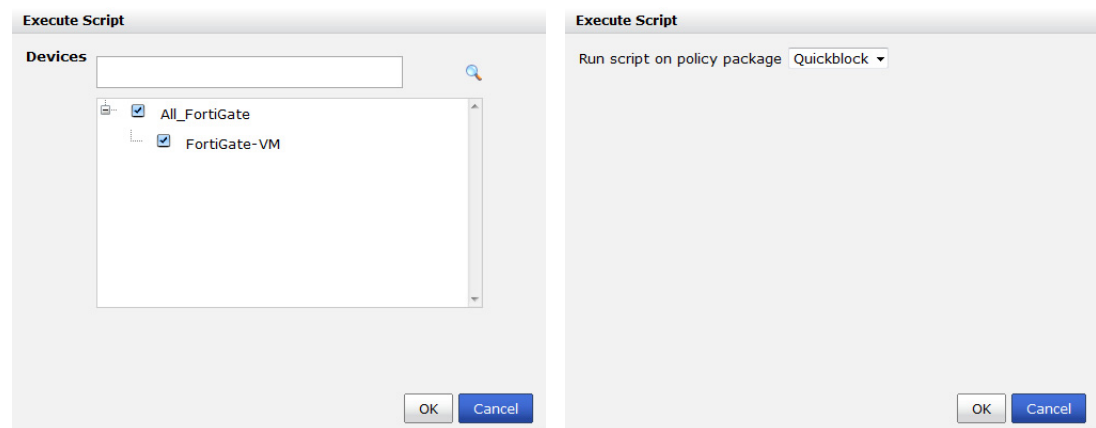 Execute Script
Devices
All_FortiGate
FortiGate-VM
OK Cancel
Execute Script
Run script on policy package Quickblock
OK Cancel